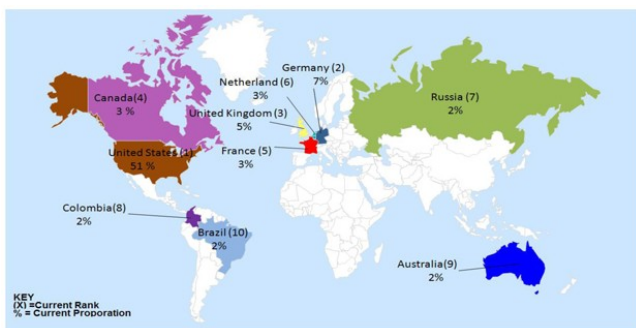 Germany (2)
7%
Netherland (6)
3%
Canada(4)
3 %
Russia (7)
2%
United Kingdom (3)
5%
United States (1)
51 %
France (5)
3%
Colombia(8)
2%
Brazil (10)
2%
Australia(9)
2%
KEY
(X) =Current Rank
% = Current Proporation